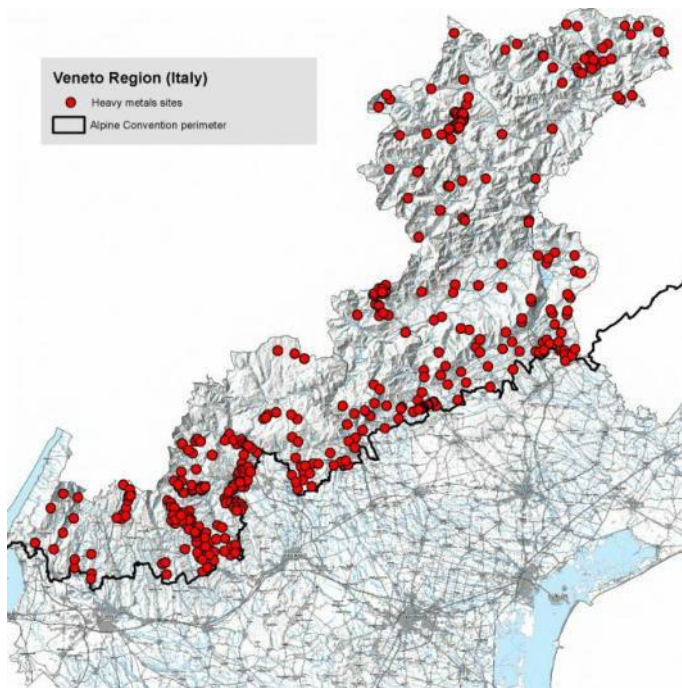 Veneto Region (Italy)
Heavy metals sites
Alpine Convention perimeter